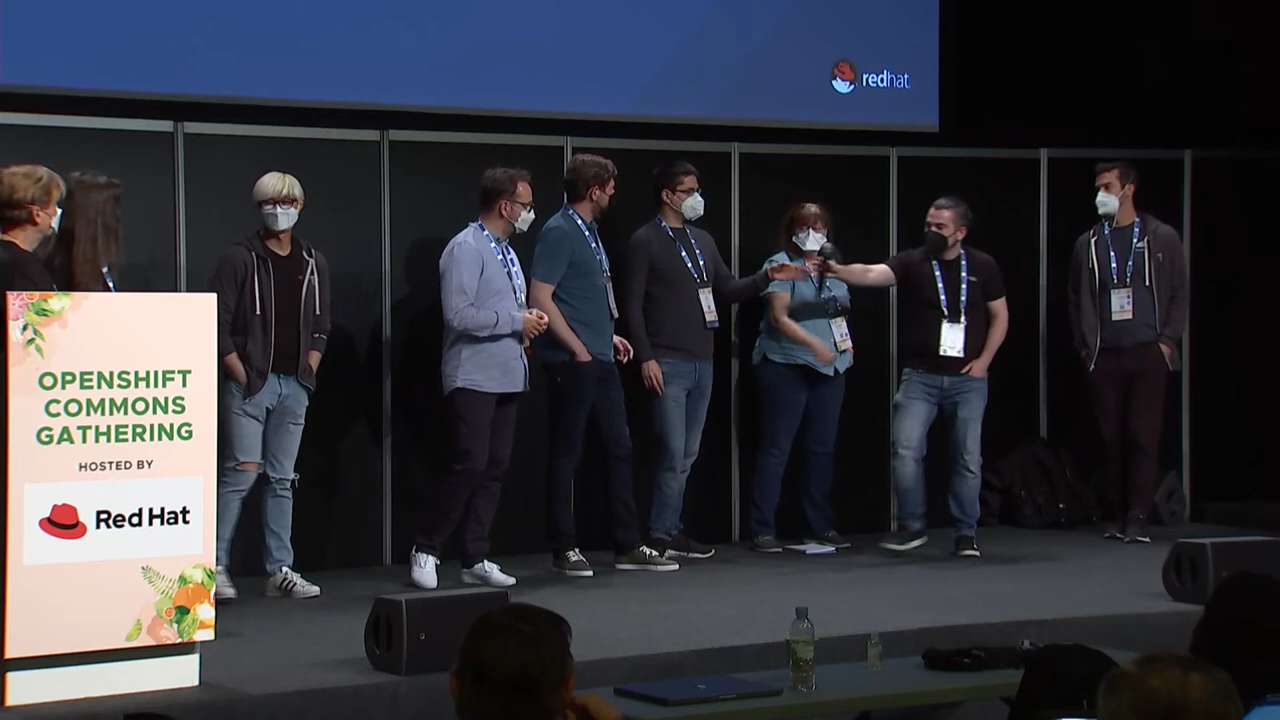 redhat.
OPENSHIFT
COMMONS
GATHERING
HOSTED BY
Red Hat